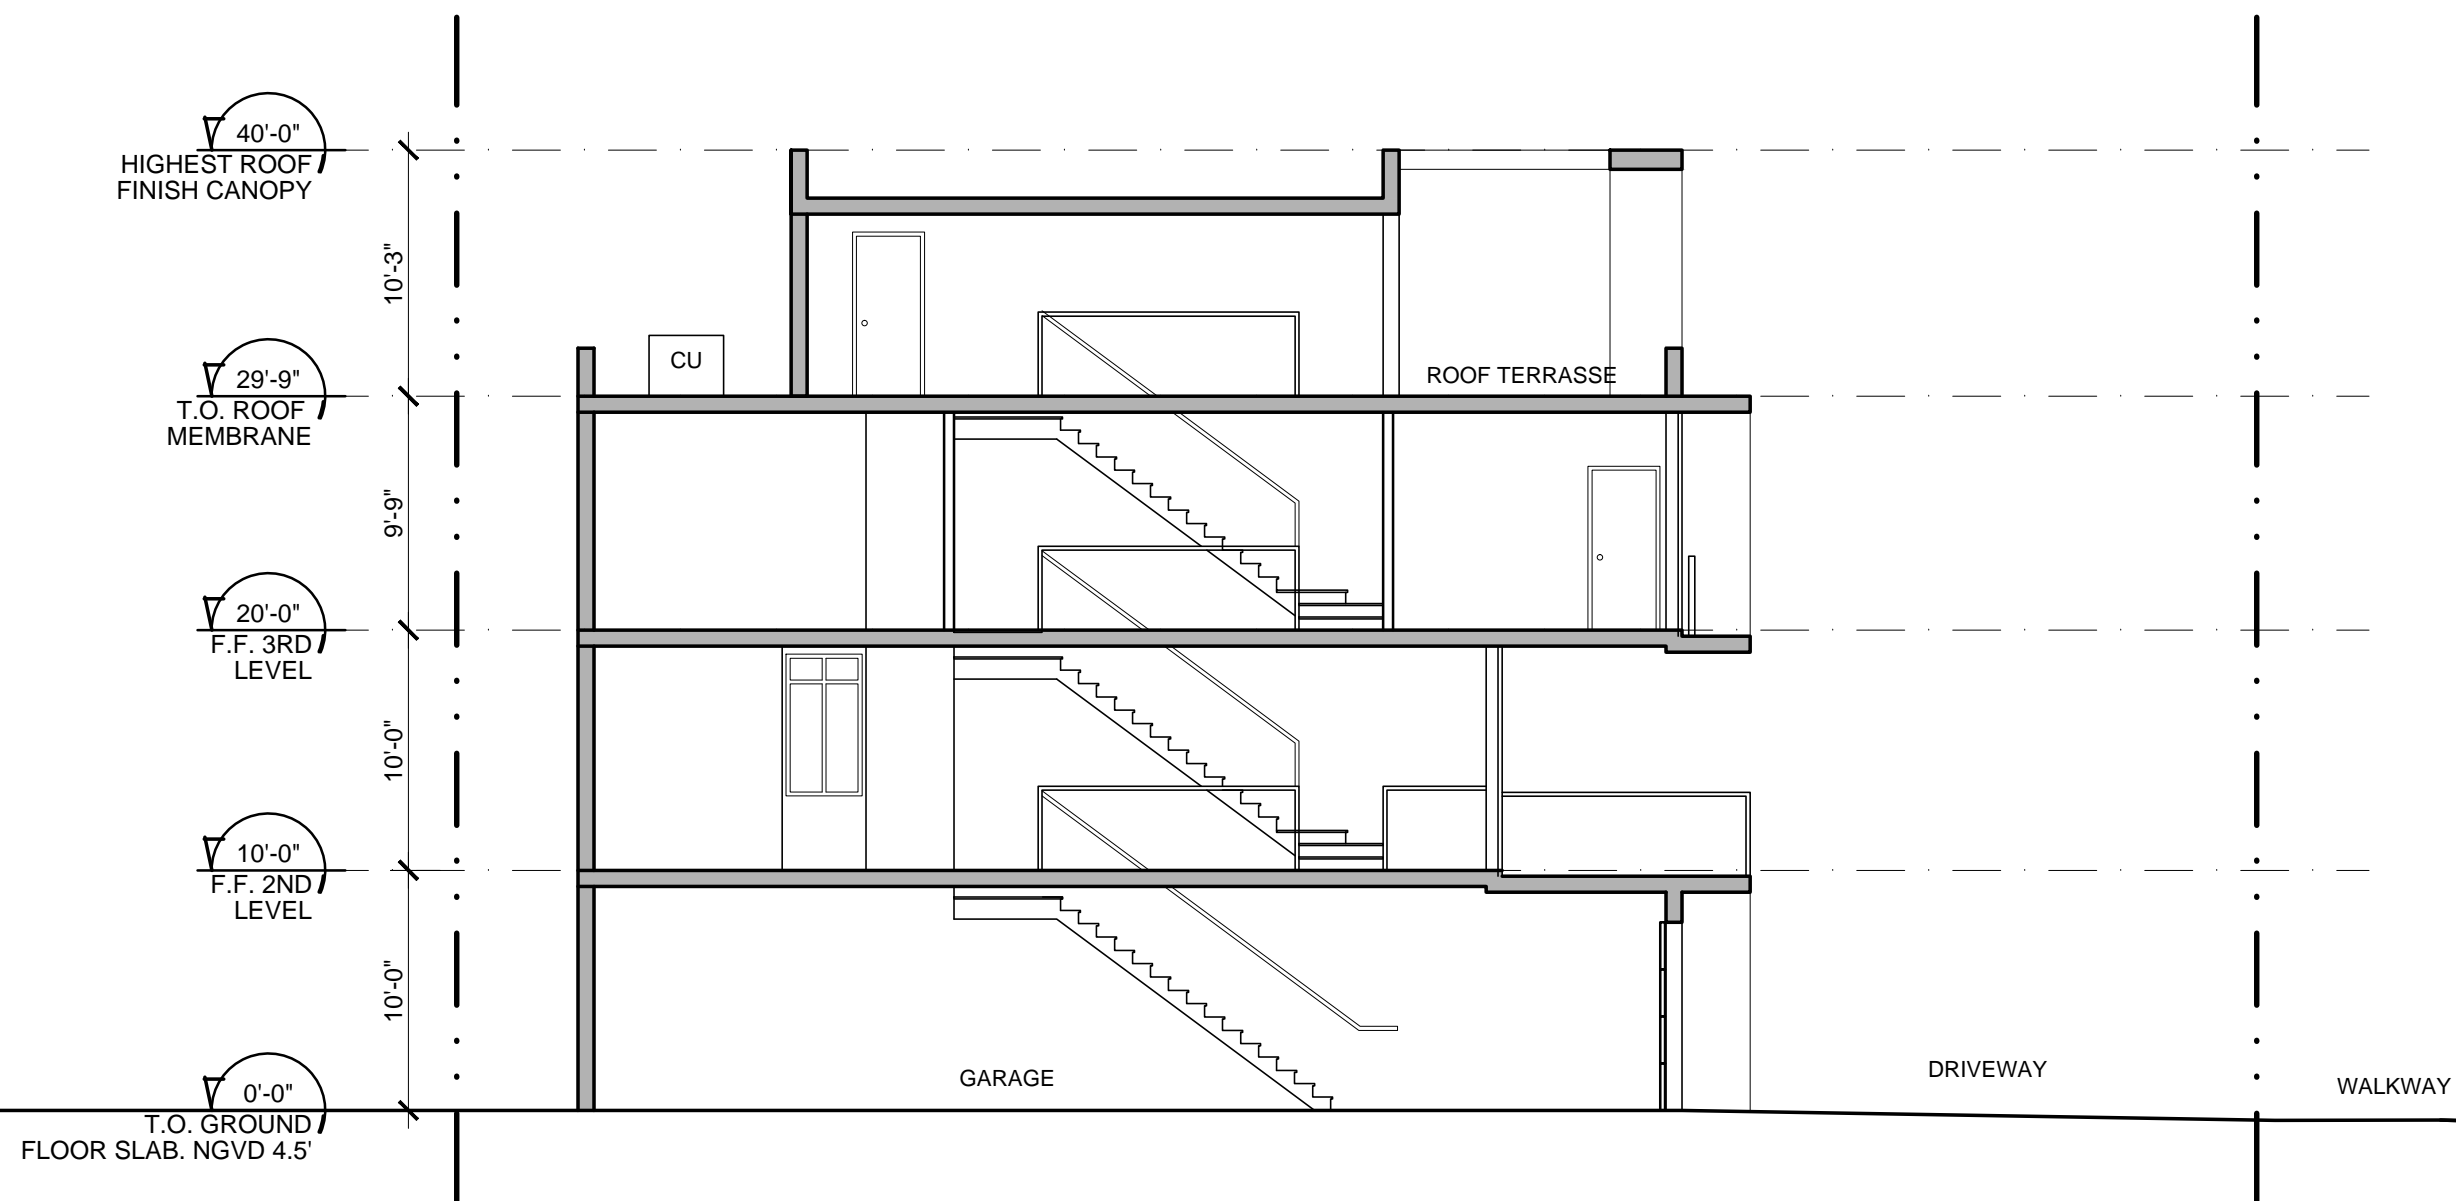 40'-0"
HIGHEST ROOF
FINISH CANOPY
10'-3"
CU
ROOF TERRASSE
29'-9"
T.O. ROOF
MEMBRANE
9'-9"
20'-0"
F.F. 3RD
LEVEL
10'-0"
10'-0"
F.F. 2ND
LEVEL
10'-0"
GARAGE
DRIVEWAY
WALKWAY
0'-0"
T.O. GROUND
FLOOR SLAB. NGVD 4.5'